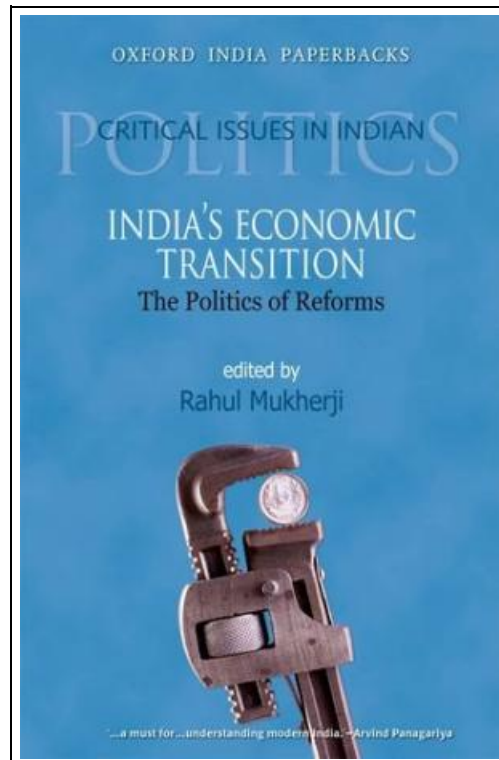 OXFORD INDIA PAPERBACKS
CRITICAL ISSUES IN INDIAN
POLITICS
INDIA'S ECONOMIC
TRANSITION
The Politics of Reforms
edited by
Rahul Mukherji
'...a must for...understanding modern India.' –Arvind Panagariya